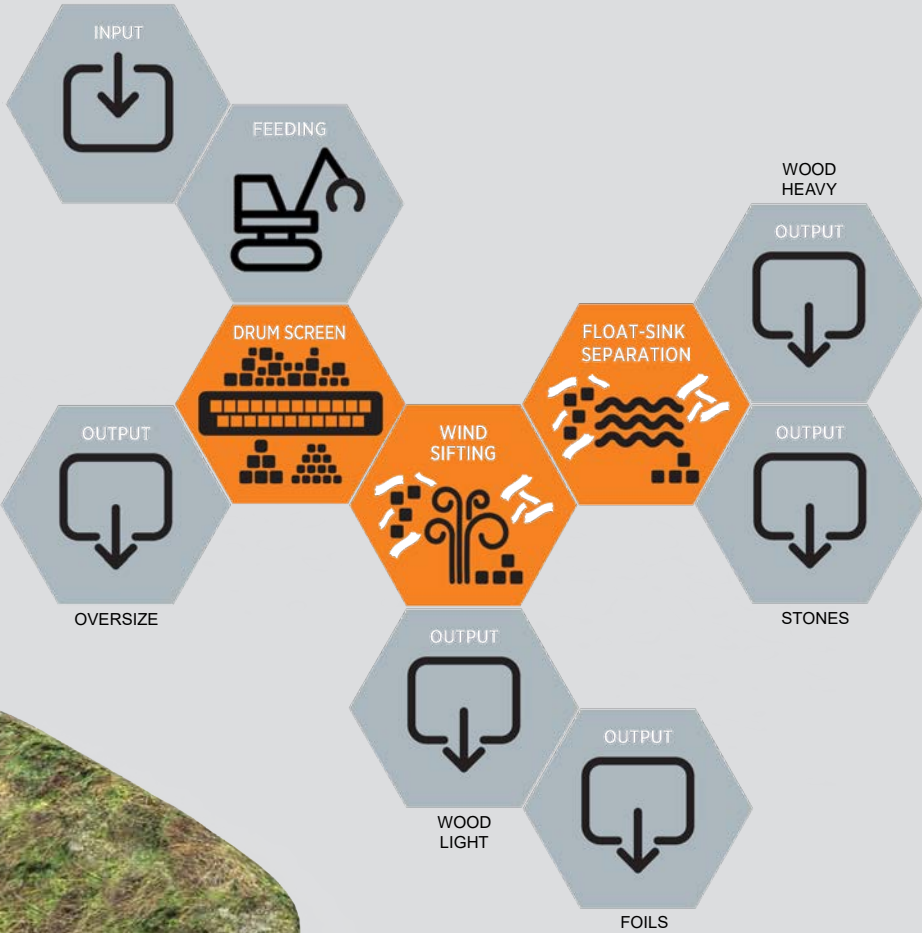 INPUT
FEEDING
WOOD
HEAVY
OUTPUT
DRUM SCREEN
FLOAT-SINK
SEPARATION
OUTPUT
OVERSIZE
WIND
SIFTING
OUTPUT
STONES
OUTPUT
WOOD
LIGHT
OUTPUT
FOILS